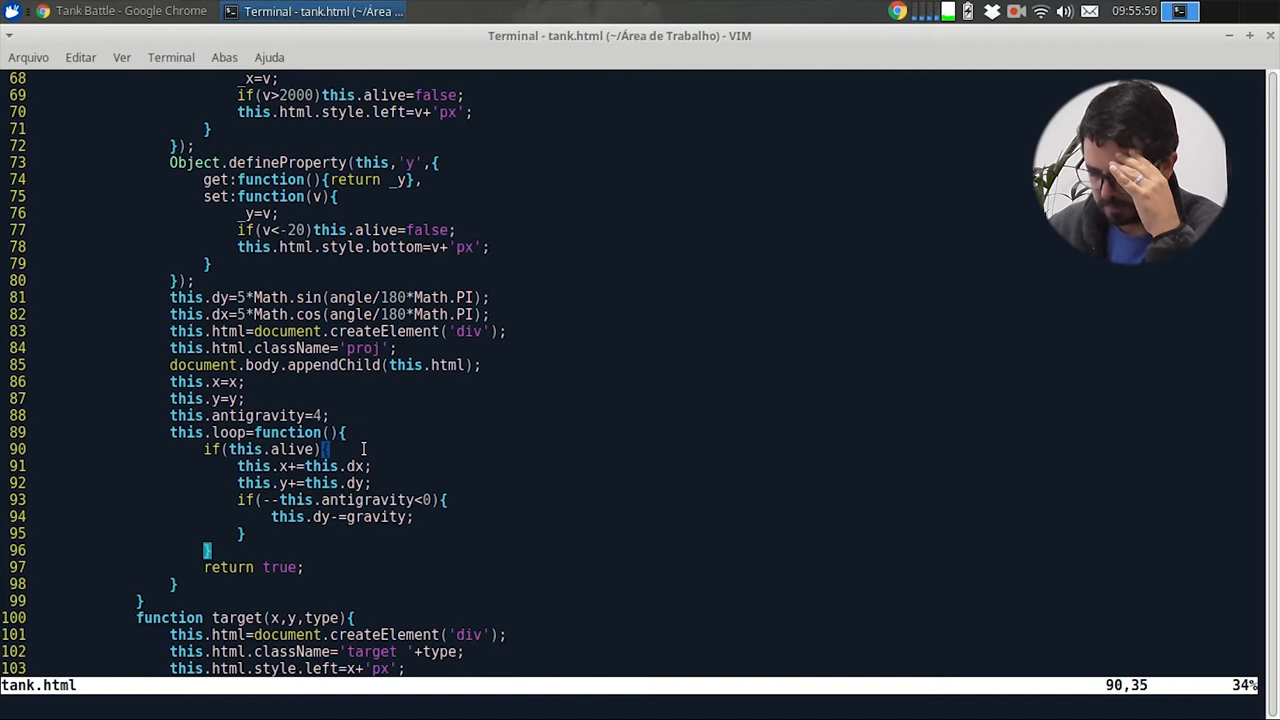 Tank Battle - Google Chrome
Terminal - tank.html (~/Área de Trabalho) ...
09:55:50
Terminal - tank.html (~/Área de Trabalho) - VIM
Arquivo Editar Ver Terminal Abas Ajuda
68 _x=v;
69 if(v>2000)this.alive=false;
70 this.html.style.left=v+'px';
71 }
72 });
73 Object.defineProperty(this,'y',{
74 get:function(){return _y},
75 set:function(v){
76 _y=v;
77 if(v<-20)this.alive=false;
78 this.html.style.bottom=v+'px';
79 }
80 });
81 this.dy=5*Math.sin(angle/180*Math.PI);
82 this.dx=5*Math.cos(angle/180*Math.PI);
83 this.html=document.createElement('div');
84 this.html.className='proj';
85 document.body.appendChild(this.html);
86 this.x=x;
87 this.y=y;
88 this.antigravity=4;
89 this.loop=function(){
90 if(this.alive){
91 this.x+=this.dx;
92 this.y+=this.dy;
93 if(--this.antigravity<0){
94 this.dy-=gravity;
95 }
96 }
97 return true;
98 }
99 }
100 function target(x,y,type){
101 this.html=document.createElement('div');
102 this.html.className='target '+type;
103 this.html.style.left=x+'px';
tank.html 90,35 34%